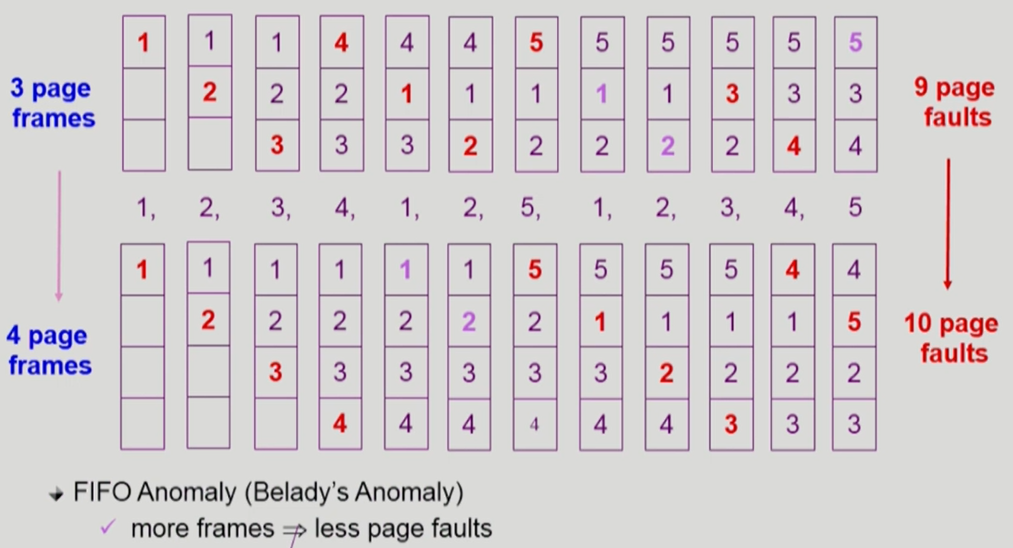 1 1 1 4 4 4 5 5 5 5 5 5
3 page frames
2 2 2 1 1 1 1 1 3 3 3
9 page faults
3 3 3 2 2 2 2 2 4 4
1, 2, 3, 4, 1, 2, 5, 1, 2, 3, 4, 5
1 1 1 1 1 1 5 5 5 5 4 4
2 2 2 2 2 2 1 1 1 1 5
4 page frames
10 page faults
3 3 3 3 3 3 2 2 2 2
4 4 4 4 4 4 3 3 3
FIFO Anomaly (Belady's Anomaly)
✓ more frames ⇏ less page faults